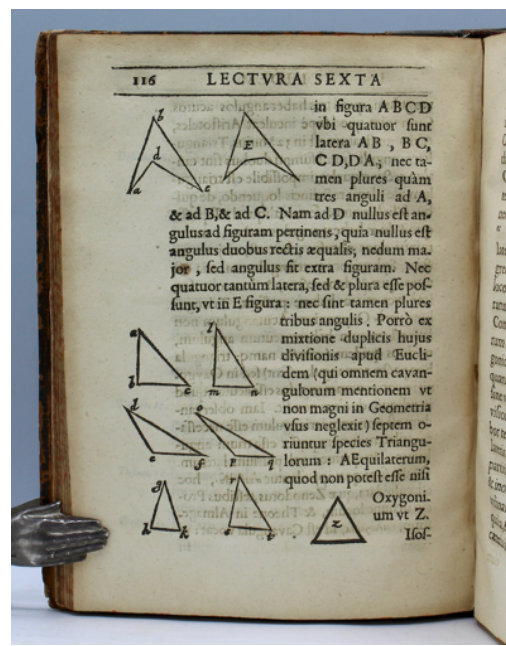 116 LECTVRA SEXTA
in figura ABCD
vbi quatuor sunt
latera AB, BC,
CD, DA; nec ta-
men plures quàm
tres anguli ad A,
& ad B, & ad C. Nam ad D nullus est an-
gulus ad figuram pertinens, quia nullus est
angulus duobus rectis æqualis, nedum ma-
jor, sed angulus fit extra figuram. Nec
quatuor tantùm latera, sed & plura esse pos-
sunt, vt in E figura: nec sint tamen plures
tribus angulis. Porrò ex
mixtione duplicis hujus
divisionis apud Eucli-
dem (qui omnem cavan-
gulorum mentionem vt
non magni in Geometria
vsus neglexit) septem o-
riuntur species Triangu-
lorum: AEquilaterum,
quod non potest esse nisi
Oxygoni-
um vt Z.
Isos-
b
d
a
c
E
a
b
c
l
m
n
d
e
f
o
p
q
g
h
k
r
s
t
z